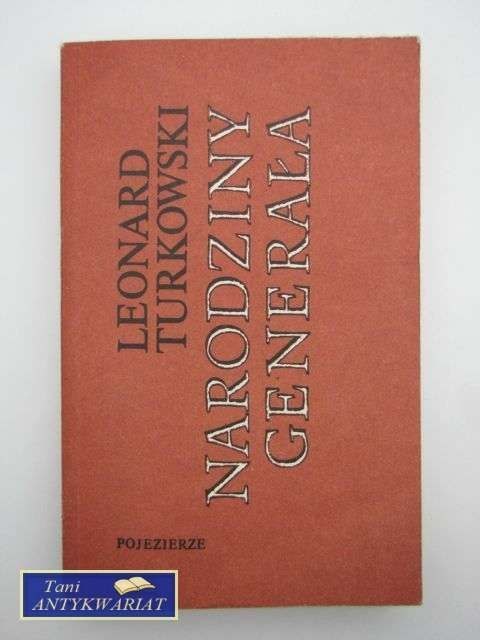 LEONARD
TURKOWSKI
NARODZINY
GENERAŁA
POJEZIERZE
Tani
ANTYKWARIAT